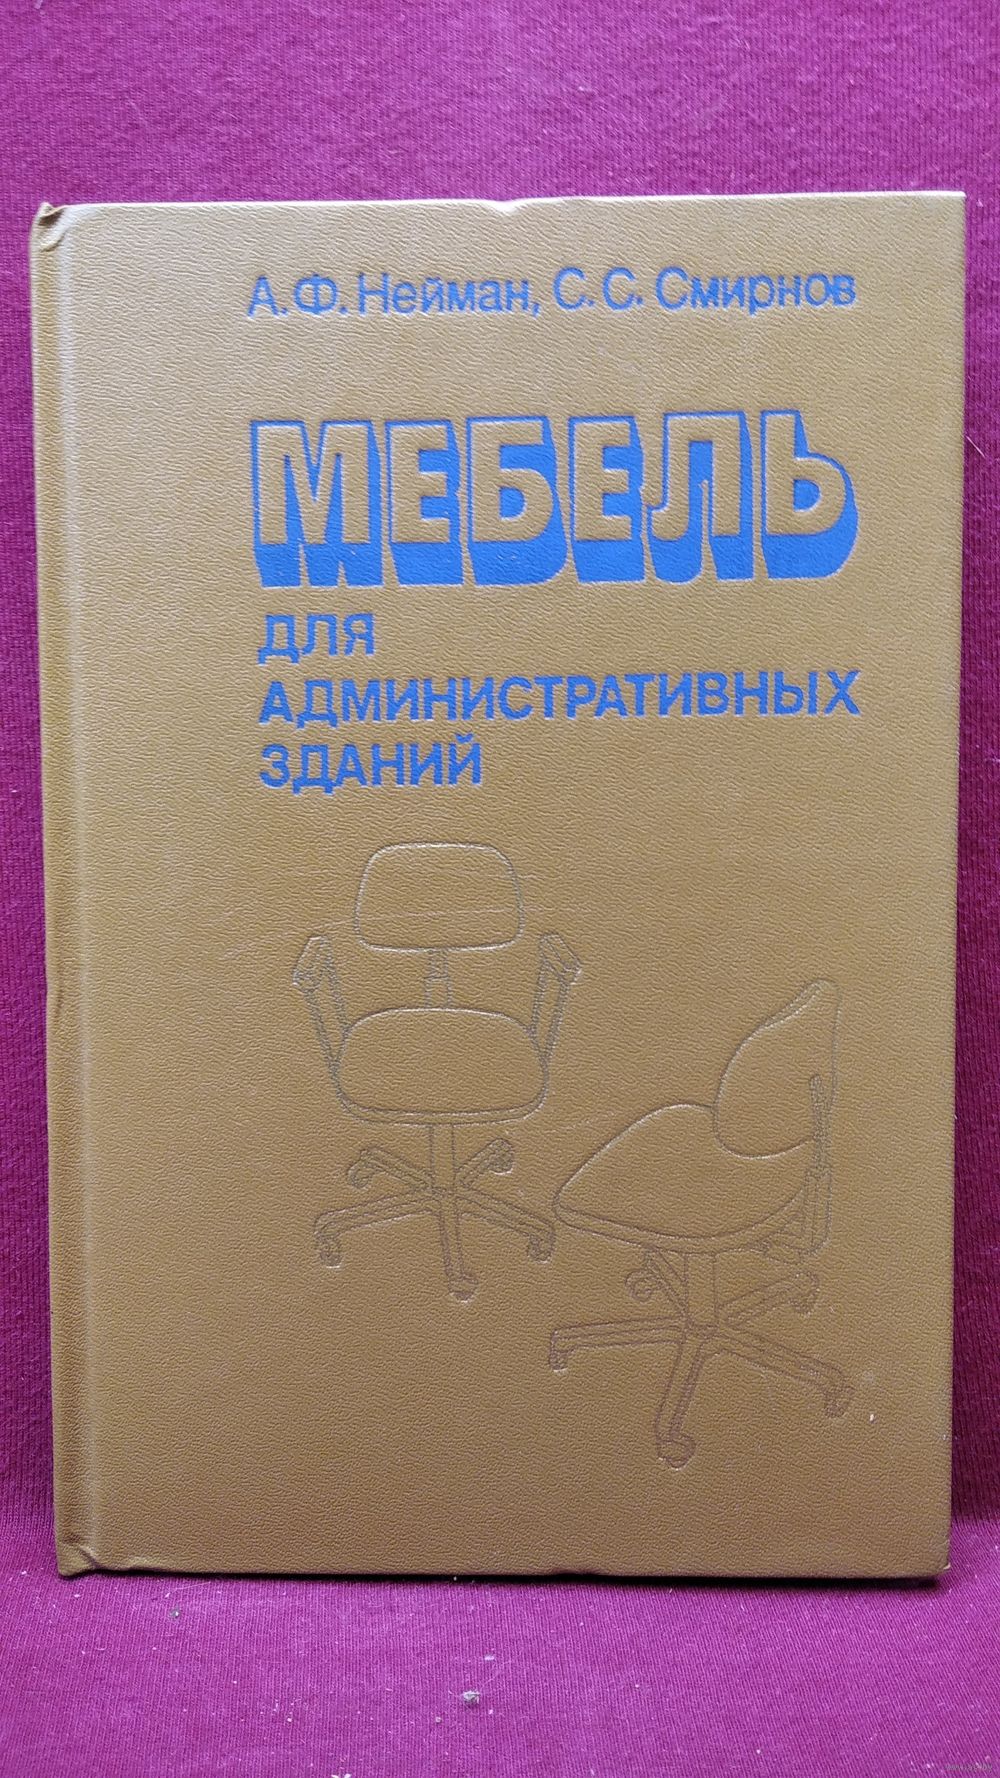 А. Ф. Нейман, С. С. Смирнов
МЕБЕЛЬ
ДЛЯ
АДМИНИСТРАТИВНЫХ
ЗДАНИЙ